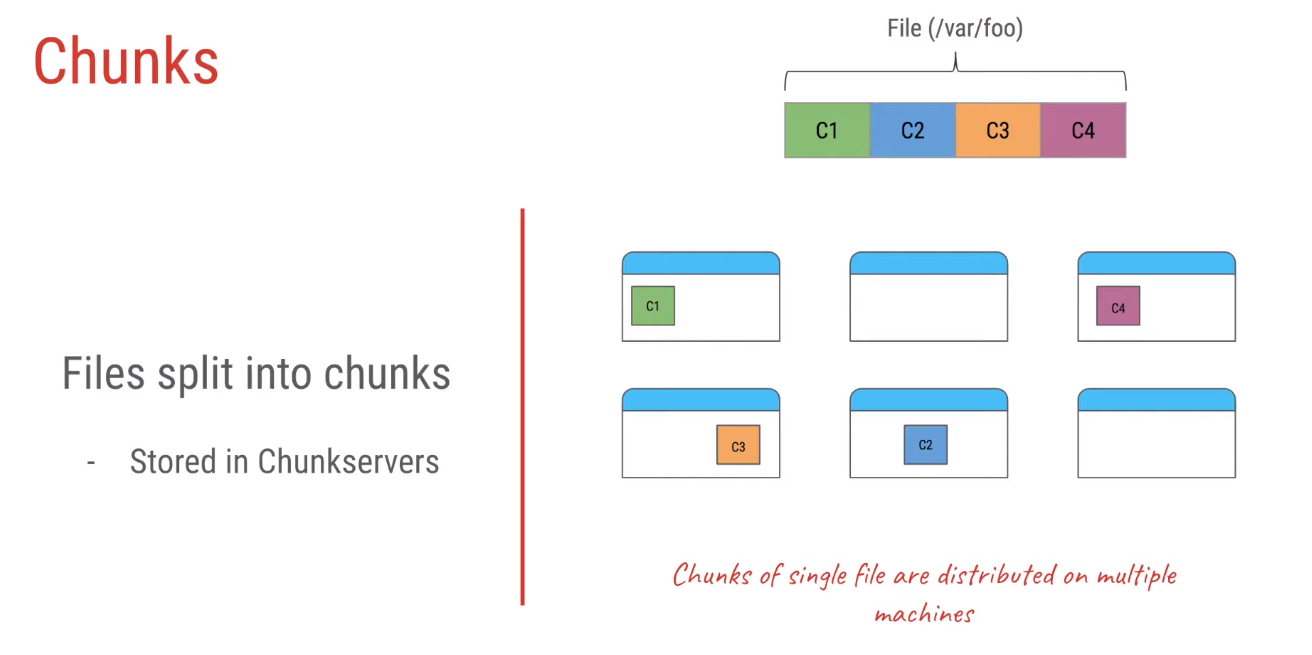 Chunks
File (/var/foo)
C1 C2 C3 C4
Files split into chunks
- Stored in Chunkservers
C1
C4
C3
C2
Chunks of single file are distributed on multiple
machines